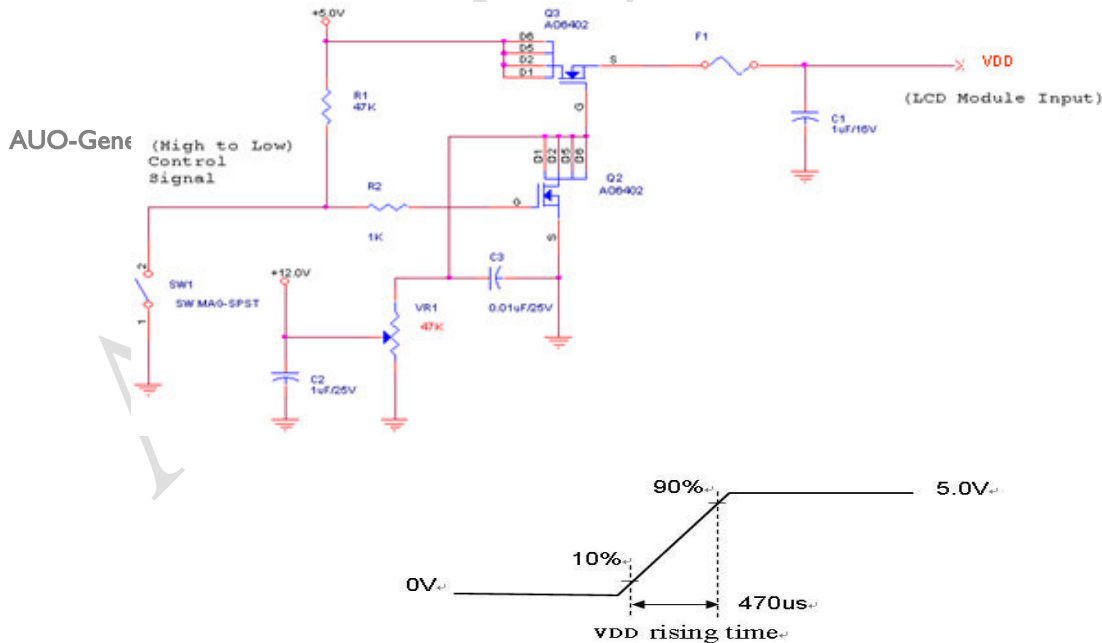 +5.0V
Q3
AO6402
D6
D5
D2
D1
S
G
F1
VDD
(LCD Module Input)
C1
1uF/16V
R1
47K
AUO-Gene
(High to Low)
Control
Signal
D1
D2
D5
D6
Q2
AO6402
R2
1K
G
S
C3
0.01uF/25V
+12.0V
2
SW1
SW MAG-SPST
1
VR1
47K
C2
1uF/25V
90%
5.0V
10%
0V
470us
VDD rising time